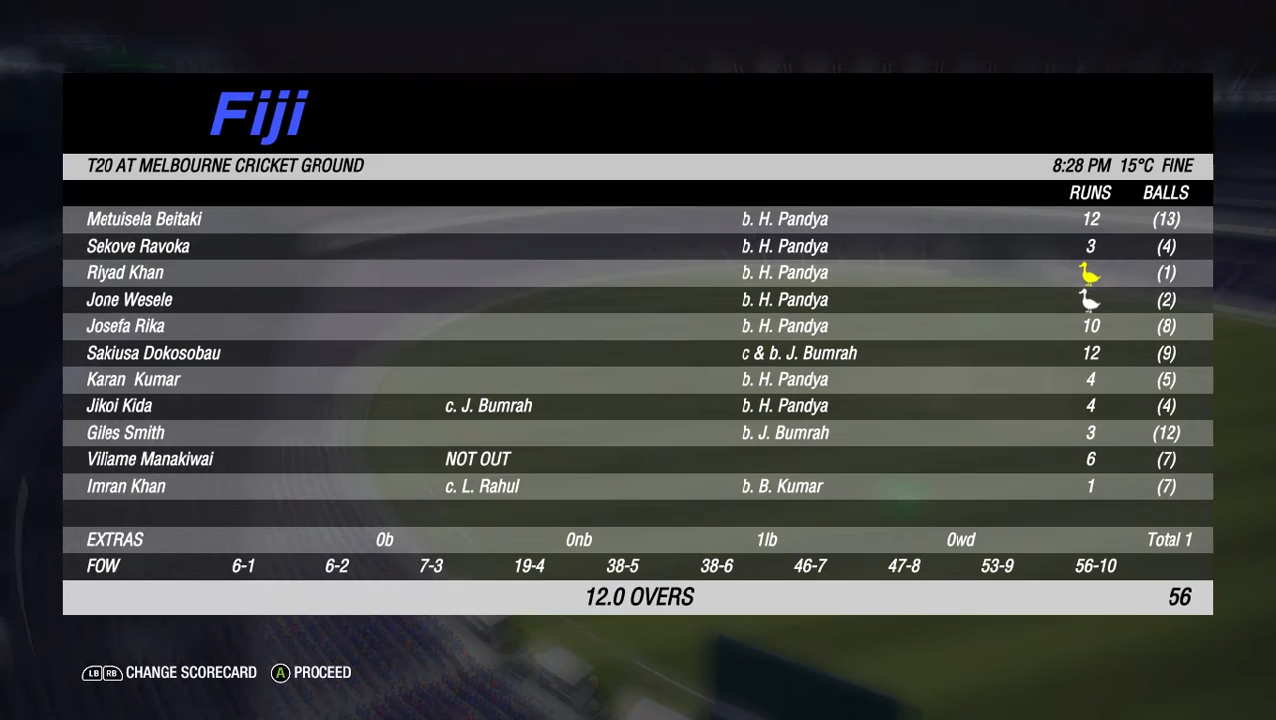 Fiji
T20 AT MELBOURNE CRICKET GROUND 8:28 PM 15°C FINE
RUNS BALLS
Metuisela Beitaki b. H. Pandya 12 (13)
Sekove Ravoka b. H. Pandya 3 (4)
Riyad Khan b. H. Pandya (1)
Jone Wesele b. H. Pandya (2)
Josefa Rika b. H. Pandya 10 (8)
Sakiusa Dokosobau c & b. J. Bumrah 12 (9)
Karan Kumar b. H. Pandya 4 (5)
Jikoi Kida c. J. Bumrah b. H. Pandya 4 (4)
Giles Smith b. J. Bumrah 3 (12)
Viliame Manakiwai NOT OUT 6 (7)
Imran Khan c. L. Rahul b. B. Kumar 1 (7)
EXTRAS 0b 0nb 1lb 0wd Total 1
FOW 6-1 6-2 7-3 19-4 38-5 38-6 46-7 47-8 53-9 56-10
12.0 OVERS 56
LB RB CHANGE SCORECARD A PROCEED